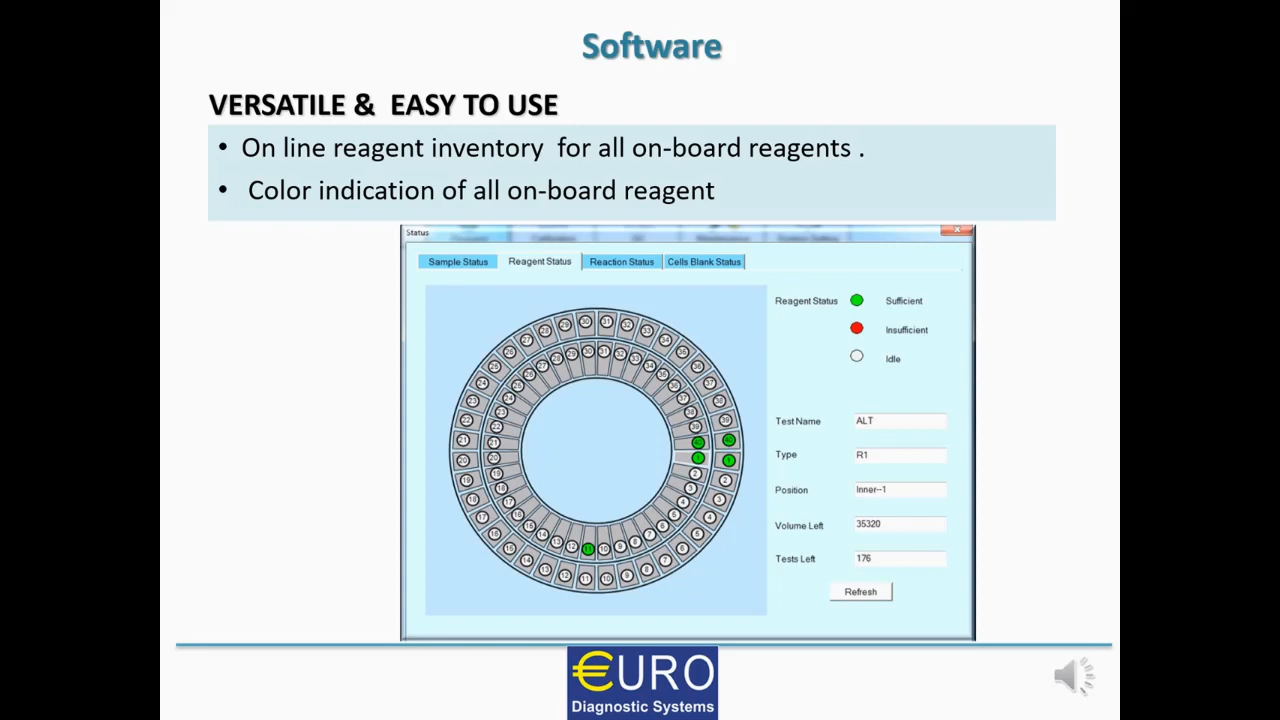 Software
VERSATILE & EASY TO USE
• On line reagent inventory for all on-board reagents .
• Color indication of all on-board reagent
Status
Sample Status Reagent Status Reaction Status Cells Blank Status
Reagent Status Sufficient
Insufficient
Idle
Test Name ALT
Type R1
Position Inner--1
Volume Left 35320
Tests Left 176
Refresh
€URO
Diagnostic Systems